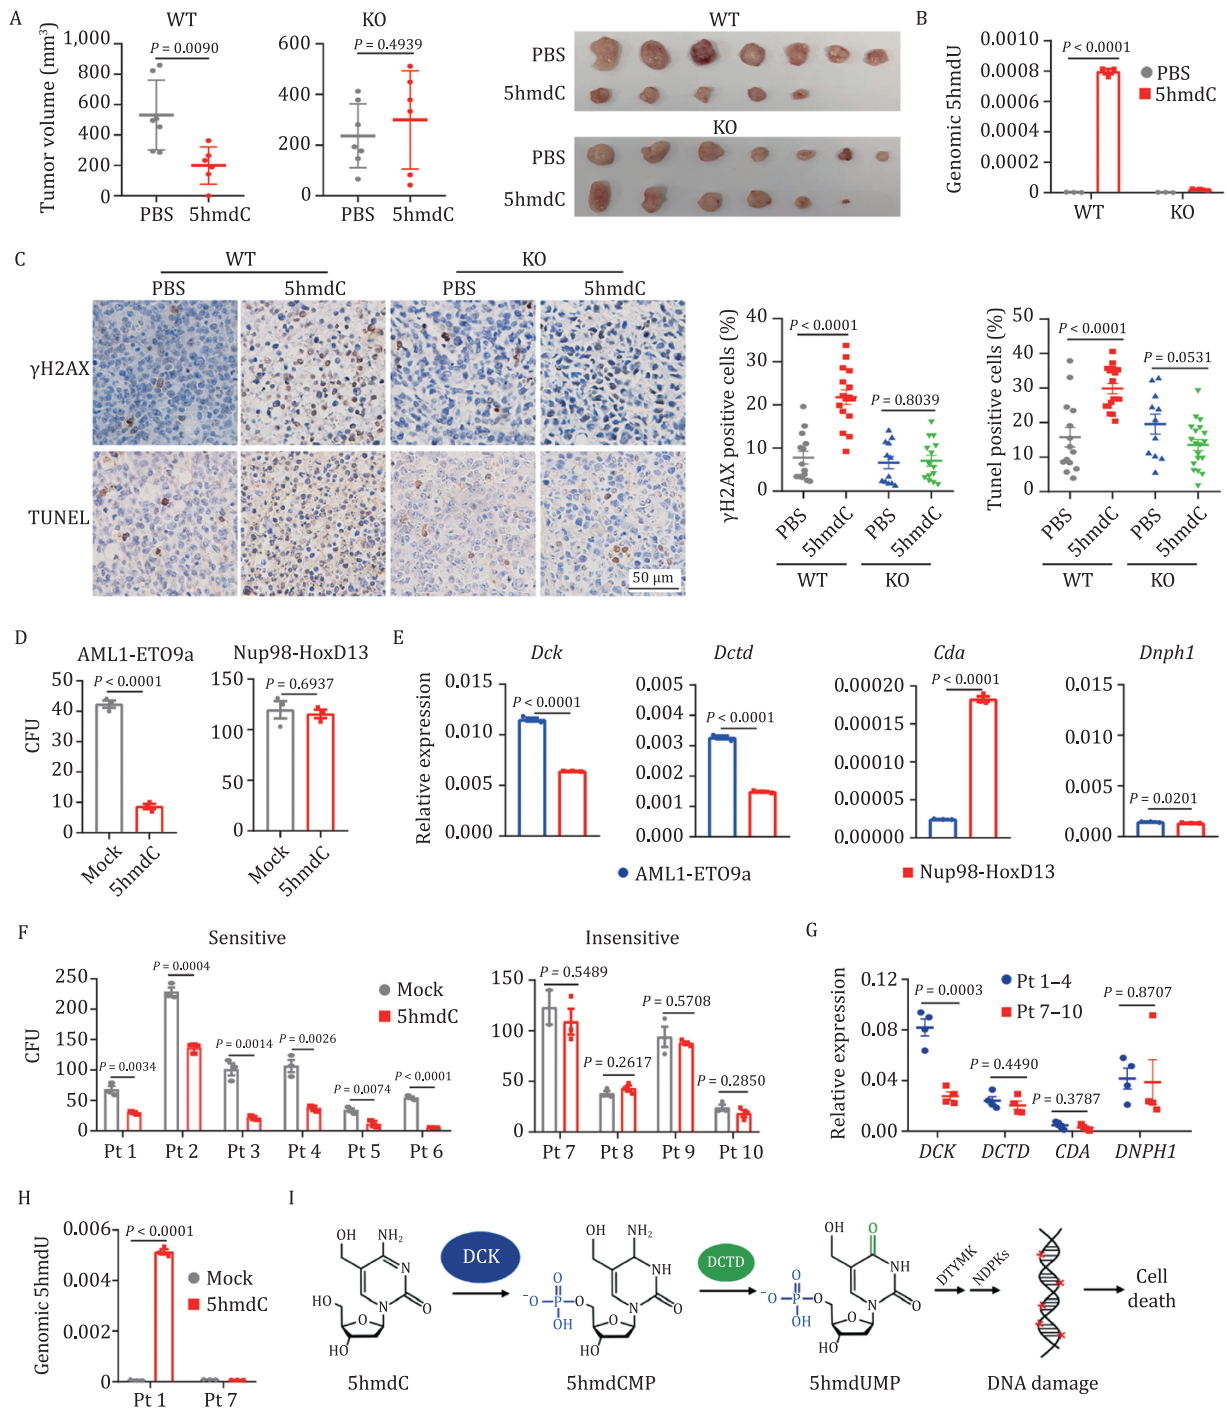 A
WT
KO
Tumor volume (mm³)
1,000
800
600
400
200
0
P = 0.0090
PBS
5hmdC
600
400
200
0
P = 0.4939
PBS
5hmdC
WT
PBS
5hmdC
KO
PBS
5hmdC
B
Genomic 5hmdU
0.0010
0.0008
0.0006
0.0004
0.0002
0
P < 0.0001
PBS
5hmdC
WT
KO
C
WT
KO
PBS
5hmdC
PBS
5hmdC
γH2AX
TUNEL
50 μm
γH2AX positive cells (%)
40
30
20
10
0
P < 0.0001
P = 0.8039
PBS
5hmdC
PBS
5hmdC
WT
KO
Tunel positive cells (%)
50
40
30
20
10
0
P < 0.0001
P = 0.0531
PBS
5hmdC
PBS
5hmdC
WT
KO
D
AML1-ETO9a
Nup98-HoxD13
CFU
50
40
30
20
10
0
P < 0.0001
Mock
5hmdC
150
100
50
0
P = 0.6937
Mock
5hmdC
E
Dck
Dctd
Cda
Dnph1
Relative expression
0.015
0.010
0.005
0.000
P < 0.0001
0.005
0.003
0.002
0.001
0.000
P < 0.0001
0.00020
0.00015
0.00010
0.00005
0.00000
P < 0.0001
0.015
0.010
0.005
0.000
P = 0.0201
AML1-ETO9a
Nup98-HoxD13
F
Sensitive
Insensitive
CFU
250
200
150
100
50
0
P = 0.0034
P = 0.0004
P = 0.0014
P = 0.0026
P = 0.0074
P < 0.0001
Mock
5hmdC
Pt 1
Pt 2
Pt 3
Pt 4
Pt 5
Pt 6
150
100
50
0
P = 0.5489
P = 0.2617
P = 0.5708
P = 0.2850
Pt 7
Pt 8
Pt 9
Pt 10
G
Relative expression
0.12
0.08
0.04
0.00
Pt 1–4
Pt 7–10
P = 0.0003
P = 0.4490
P = 0.3787
P = 0.8707
DCK
DCTD
CDA
DNPH1
H
Genomic 5hmdU
0.006
0.004
0.002
0
P < 0.0001
Mock
5hmdC
Pt 1
Pt 7
I
OH
NH₂
N
N
O
HO
O
HO
5hmdC
DCK
OH
NH₂
NH
N
O
O
⁻O
P
O
OH
O
HO
5hmdCMP
DCTD
OH
O
NH
N
O
O
⁻O
P
O
OH
O
HO
5hmdUMP
DTYMK
NDPKs
DNA damage
Cell
death